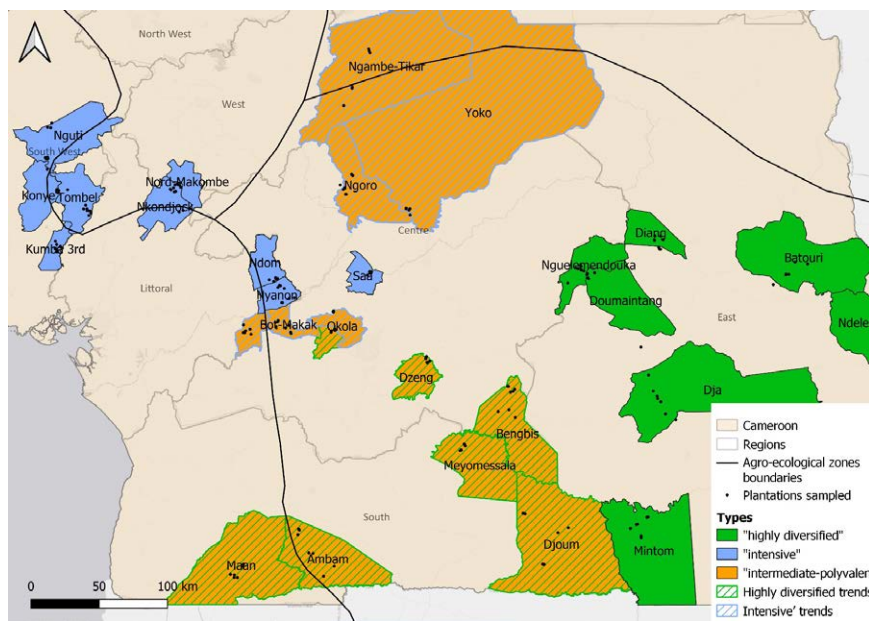 North West
Ngambe-Tikar
West
Yoko
Nguti
South West
Nord-Makombe
Konye
Tombel
Ngoro
Nkondjock
Centre
Kumba 3rd
Diang
Ndom
Nguelemendouka
Batouri
Saa
Littoral
Nyanon
Doumaintang
Bot-Makak
Okola
East
Ndele
Dzeng
Dja
Bengbis
Meyomessala
South
Djoum
Mintom
Maan
Ambam
0 50 100 km
Cameroon
Regions
Agro-ecological zones
boundaries
Plantations sampled
Types
"highly diversified"
"intensive"
"intermediate-polyvalen
Highly diversified trends
Intensive' trends